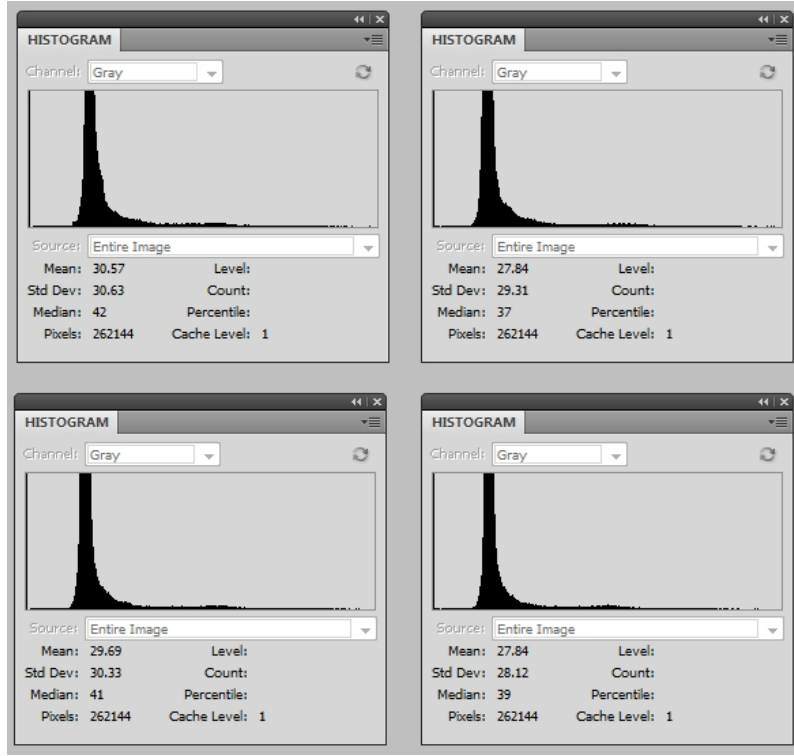 HISTOGRAM
Channel: Gray
Source: Entire Image
Mean: 30.57 Level:
Std Dev: 30.63 Count:
Median: 42 Percentile:
Pixels: 262144 Cache Level: 1
HISTOGRAM
Channel: Gray
Source: Entire Image
Mean: 27.84 Level:
Std Dev: 29.31 Count:
Median: 37 Percentile:
Pixels: 262144 Cache Level: 1
HISTOGRAM
Channel: Gray
Source: Entire Image
Mean: 29.69 Level:
Std Dev: 30.33 Count:
Median: 41 Percentile:
Pixels: 262144 Cache Level: 1
HISTOGRAM
Channel: Gray
Source: Entire Image
Mean: 27.84 Level:
Std Dev: 28.12 Count:
Median: 39 Percentile:
Pixels: 262144 Cache Level: 1